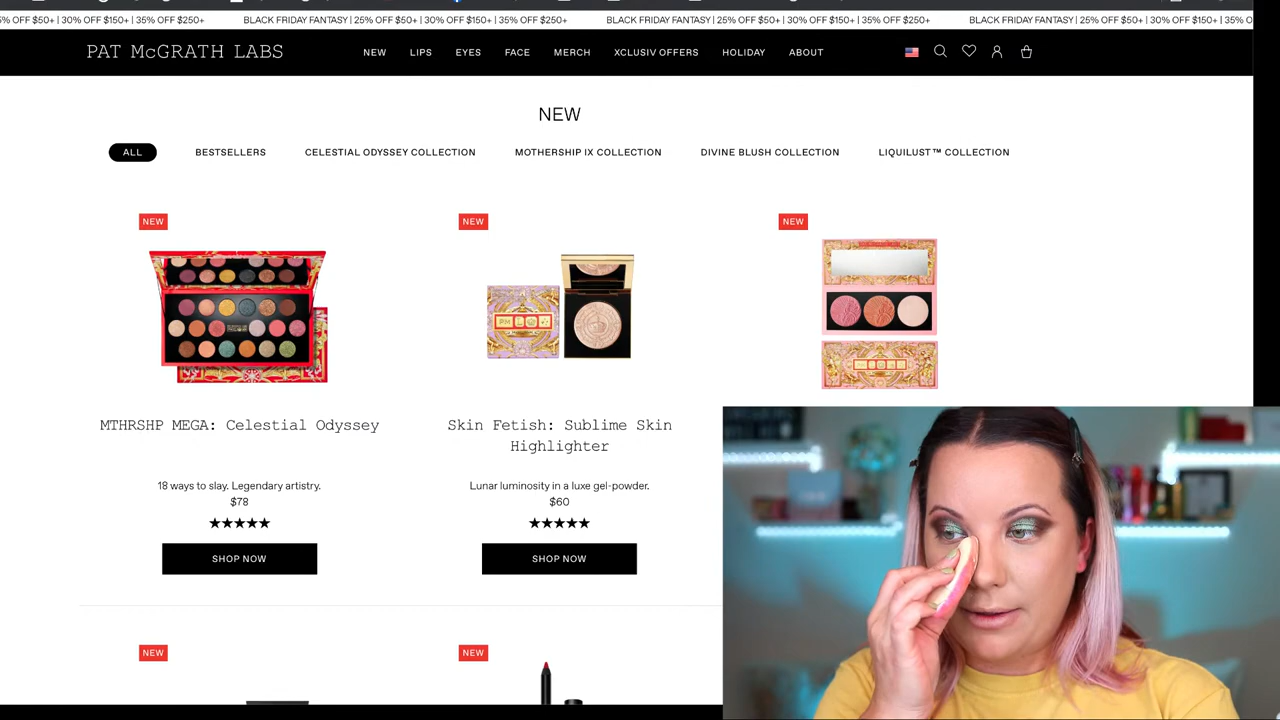 5% OFF $50+ | 30% OFF $150+ | 35% OFF $250+ BLACK FRIDAY FANTASY | 25% OFF $50+ | 30% OFF $150+ | 35% OFF $250+ BLACK FRIDAY FANTASY | 25% OFF $50+ | 30% OFF $150+ | 35% OFF $250+ BLACK FRIDAY FANTASY | 25% OFF $50+ | 30% OFF $150+ | 35% O
PAT McGRATH LABS NEW LIPS EYES FACE MERCH XCLUSIV OFFERS HOLIDAY ABOUT
NEW
ALL BESTSELLERS CELESTIAL ODYSSEY COLLECTION MOTHERSHIP IX COLLECTION DIVINE BLUSH COLLECTION LIQUILUST™ COLLECTION
NEW NEW NEW
MTHRSHP MEGA: Celestial Odyssey
18 ways to slay. Legendary artistry.
$78
SHOP NOW
Skin Fetish: Sublime Skin
Highlighter
Lunar luminosity in a luxe gel-powder.
$60
SHOP NOW
NEW NEW